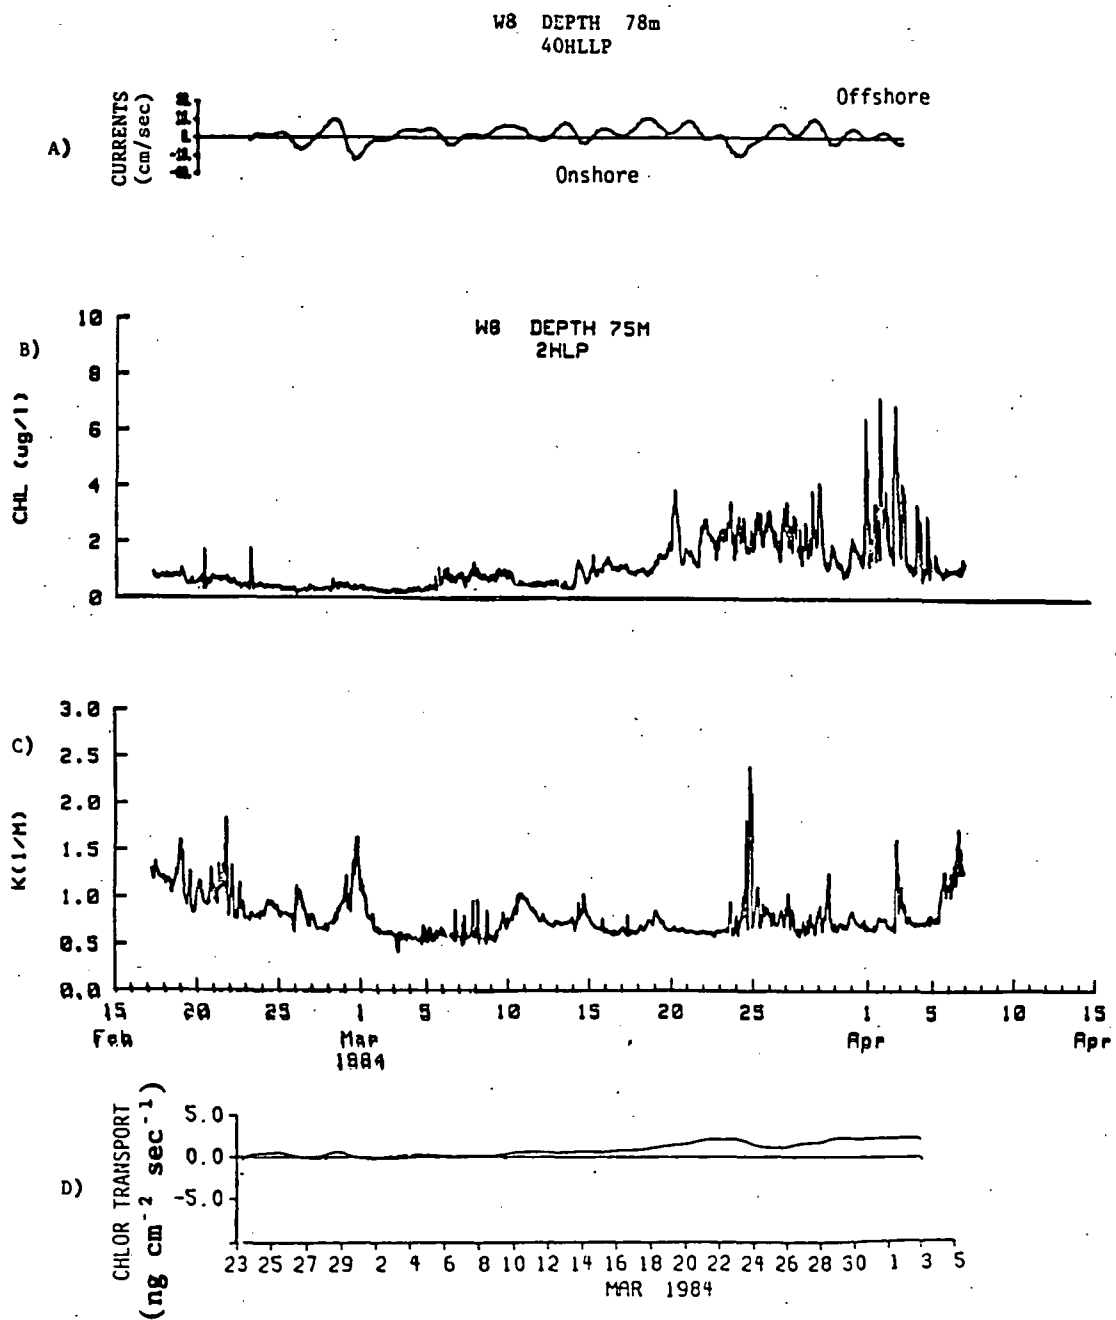 W8 DEPTH 78m
40HLLP
A)
CURRENTS
(cm/sec)
Offshore
Onshore
B)
W8 DEPTH 75M
2HLP
CHL (ug/l)
10
8
6
4
2
0
C)
K(1/M)
3.0
2.5
2.0
1.5
1.0
0.5
0.0
15 20 25 1 5 10 15 20 25 1 5 10 15
Feb Mar Apr Apr
1984
D)
CHLOR TRANSPORT
(ng cm⁻² sec⁻¹)
5.0
0.0
-5.0
23 25 27 29 2 4 6 8 10 12 14 16 18 20 22 24 26 28 30 1 3 5
MAR 1984